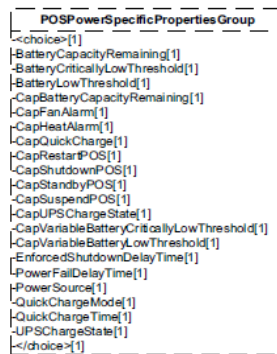 POSPowerSpecificPropertiesGroup
-<choice>[1]
-BatteryCapacityRemaining[1]
-BatteryCriticallyLowThreshold[1]
-BatteryLowThreshold[1]
-CapBatteryCapacityRemaining[1]
-CapFanAlarm[1]
-CapHeatAlarm[1]
-CapQuickCharge[1]
-CapRestartPOS[1]
-CapShutdownPOS[1]
-CapStandbyPOS[1]
-CapSuspendPOS[1]
-CapUPSChargeState[1]
-CapVariableBatteryCriticallyLowThreshold[1]
-CapVariableBatteryLowThreshold[1]
-EnforcedShutdownDelayTime[1]
-PowerFailDelayTime[1]
-PowerSource[1]
-QuickChargeMode[1]
-QuickChargeTime[1]
-UPSChargeState[1]
-</choice>[1]